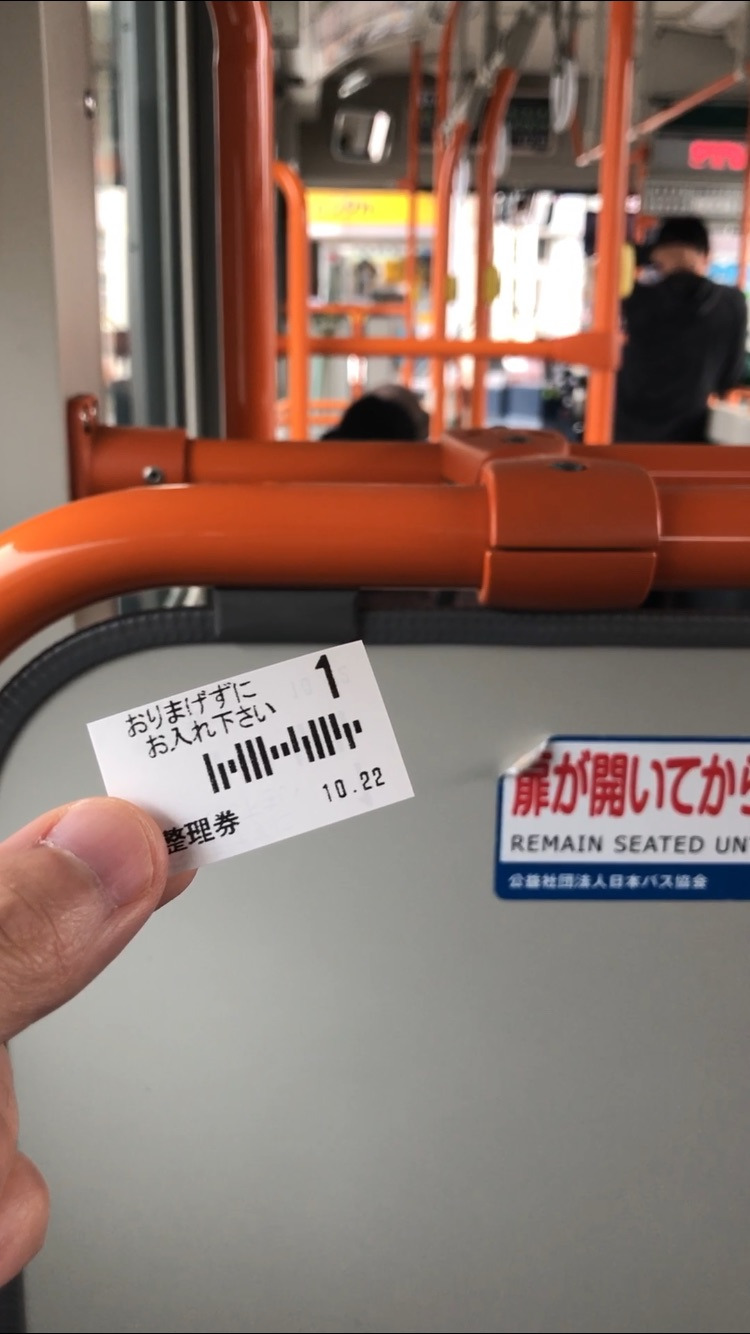 1
おりまげずに
お入れ下さい
10.22
整理券
扉が開いてから
REMAIN SEATED UN
公益社団法人日本バス協会